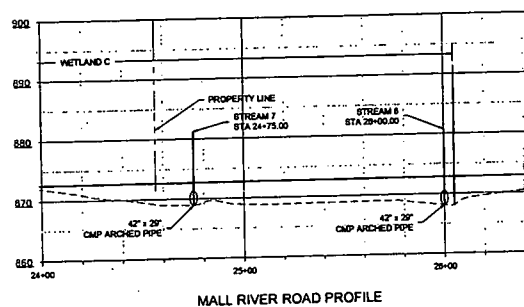 900
WETLAND C
890
PROPERTY LINE
STREAM 7
STA 24+75.00
STREAM 6
STA 26+00.00
880
870
42" x 29"
CMP ARCHED PIPE
42" x 29"
CMP ARCHED PIPE
860
24+00
25+00
26+00
MALL RIVER ROAD PROFILE